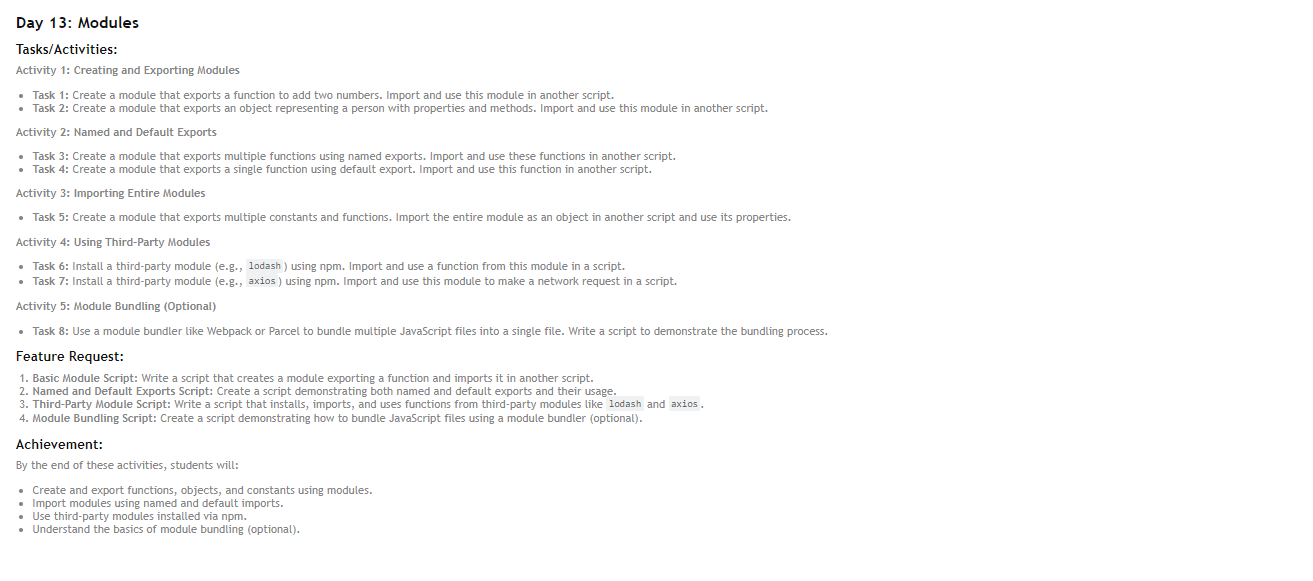 Day 13: Modules
Tasks/Activities:
Activity 1: Creating and Exporting Modules
• Task 1: Create a module that exports a function to add two numbers. Import and use this module in another script.
• Task 2: Create a module that exports an object representing a person with properties and methods. Import and use this module in another script.
Activity 2: Named and Default Exports
• Task 3: Create a module that exports multiple functions using named exports. Import and use these functions in another script.
• Task 4: Create a module that exports a single function using default export. Import and use this function in another script.
Activity 3: Importing Entire Modules
• Task 5: Create a module that exports multiple constants and functions. Import the entire module as an object in another script and use its properties.
Activity 4: Using Third-Party Modules
• Task 6: Install a third-party module (e.g., lodash) using npm. Import and use a function from this module in a script.
• Task 7: Install a third-party module (e.g., axios) using npm. Import and use this module to make a network request in a script.
Activity 5: Module Bundling (Optional)
• Task 8: Use a module bundler like Webpack or Parcel to bundle multiple JavaScript files into a single file. Write a script to demonstrate the bundling process.
Feature Request:
1. Basic Module Script: Write a script that creates a module exporting a function and imports it in another script.
2. Named and Default Exports Script: Create a script demonstrating both named and default exports and their usage.
3. Third-Party Module Script: Write a script that installs, imports, and uses functions from third-party modules like lodash and axios.
4. Module Bundling Script: Create a script demonstrating how to bundle JavaScript files using a module bundler (optional).
Achievement:
By the end of these activities, students will:
• Create and export functions, objects, and constants using modules.
• Import modules using named and default imports.
• Use third-party modules installed via npm.
• Understand the basics of module bundling (optional).